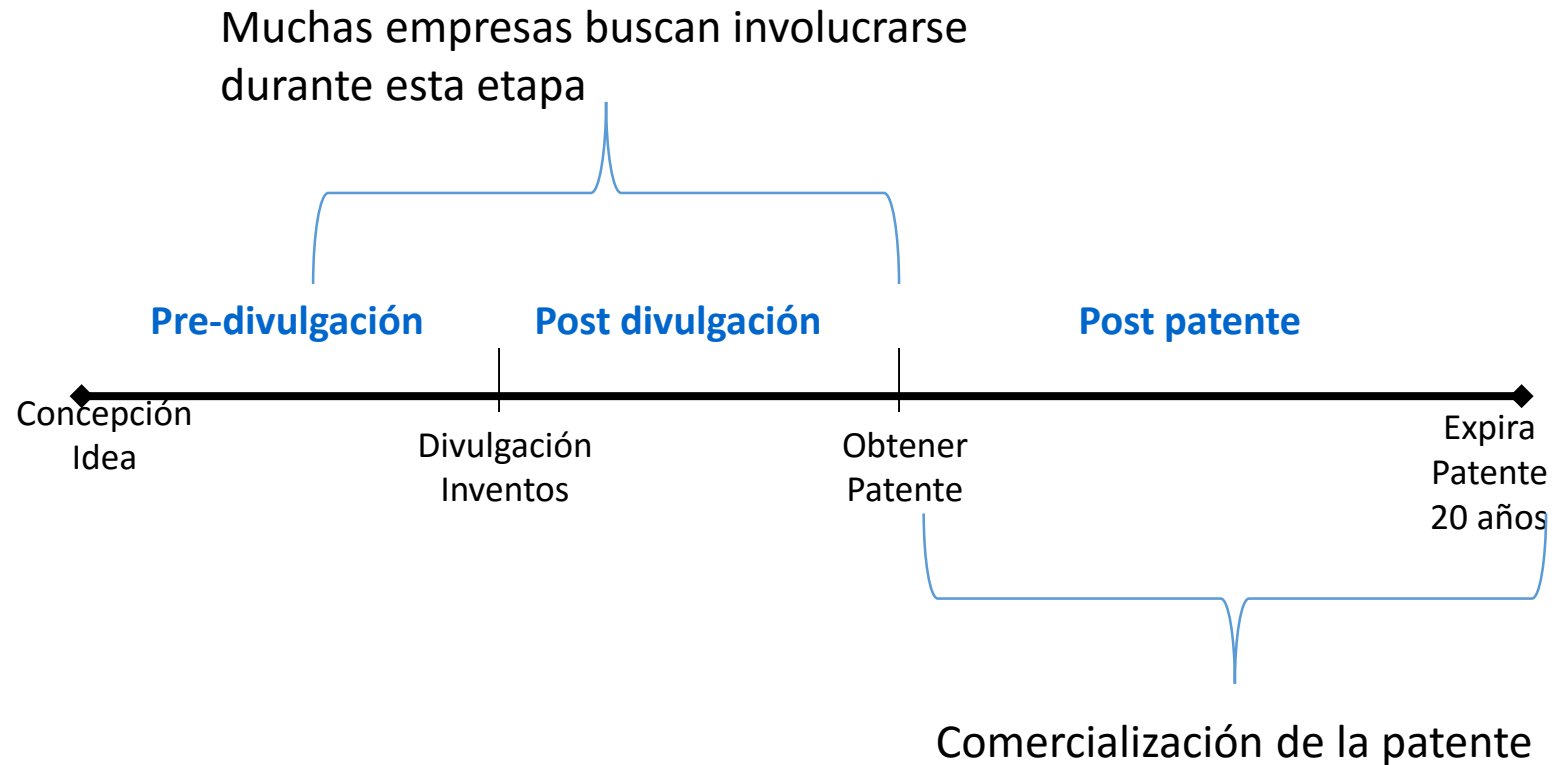 Muchas empresas buscan involucrarse
durante esta etapa
Pre-divulgación
Post divulgación
Post patente
Concepción
Idea
Divulgación
Inventos
Obtener
Patente
Expira
Patente
20 años
Comercialización de la patente